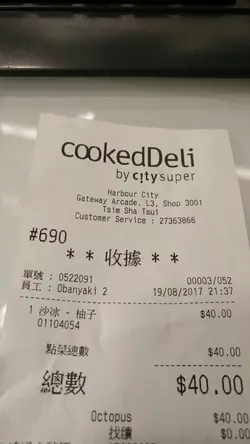 cookedDeli
by city'super
Harbour City
Gateway Arcade, L3, Shop 3001
Tsim Sha Tsui
Customer Service : 27363866
#690
* * 收據 * *
單號 : 0522091 00003/052
員工 : Obanyaki 2 19/08/2017 21:37
1 沙冰 - 柚子 $40.00
01104054
點菜總數 $40.00
總數 $40.00
Octopus $40.00
找續 $0.00